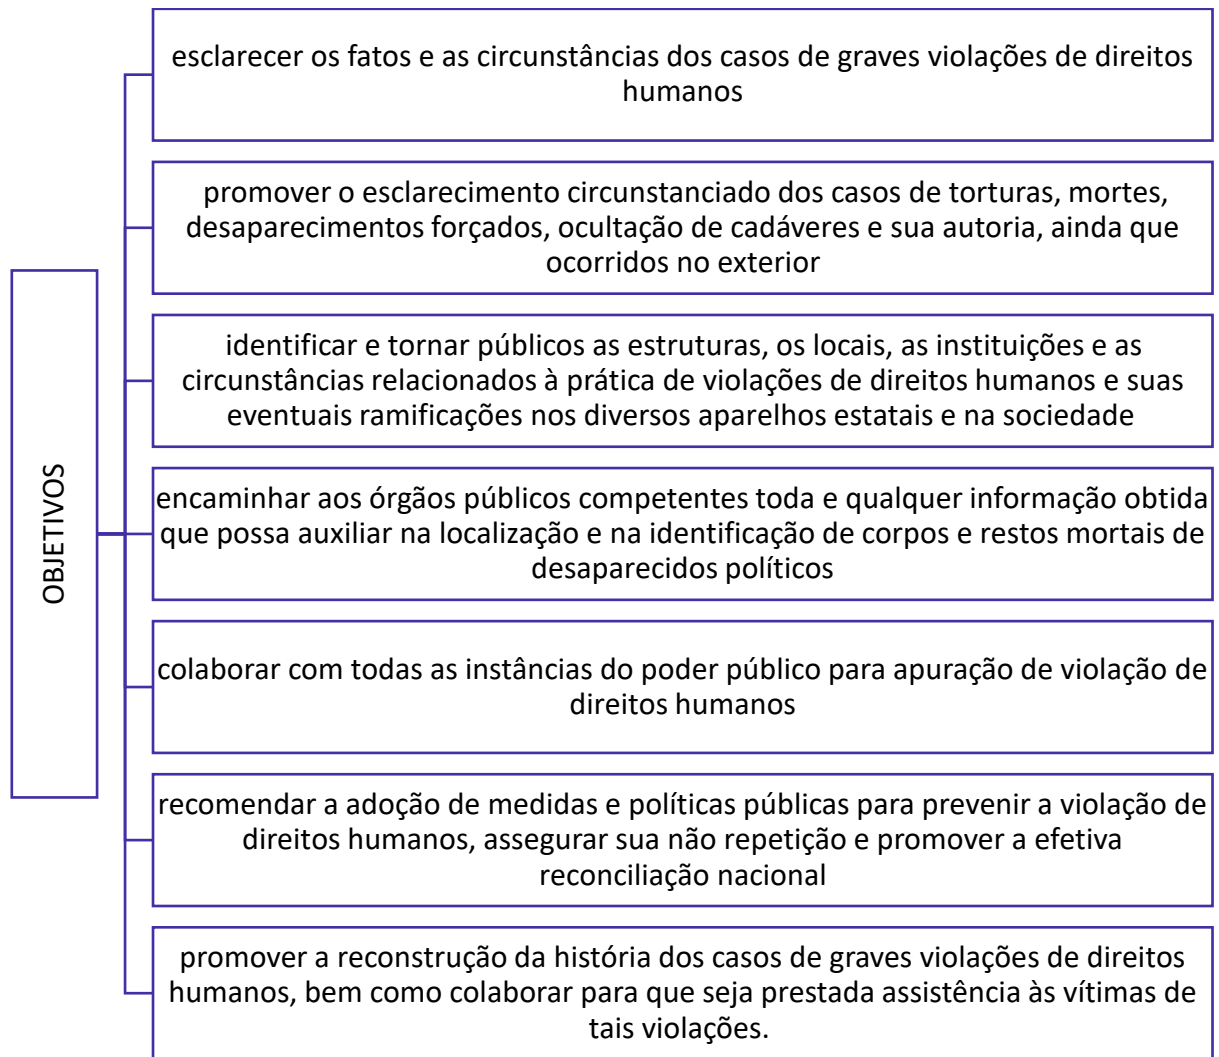 OBJETIVOS
esclarecer os fatos e as circunstâncias dos casos de graves violações de direitos
humanos
promover o esclarecimento circunstanciado dos casos de torturas, mortes,
desaparecimentos forçados, ocultação de cadáveres e sua autoria, ainda que
ocorridos no exterior
identificar e tornar públicos as estruturas, os locais, as instituições e as
circunstâncias relacionados à prática de violações de direitos humanos e suas
eventuais ramificações nos diversos aparelhos estatais e na sociedade
encaminhar aos órgãos públicos competentes toda e qualquer informação obtida
que possa auxiliar na localização e na identificação de corpos e restos mortais de
desaparecidos políticos
colaborar com todas as instâncias do poder público para apuração de violação de
direitos humanos
recomendar a adoção de medidas e políticas públicas para prevenir a violação de
direitos humanos, assegurar sua não repetição e promover a efetiva
reconciliação nacional
promover a reconstrução da história dos casos de graves violações de direitos
humanos, bem como colaborar para que seja prestada assistência às vítimas de
tais violações.